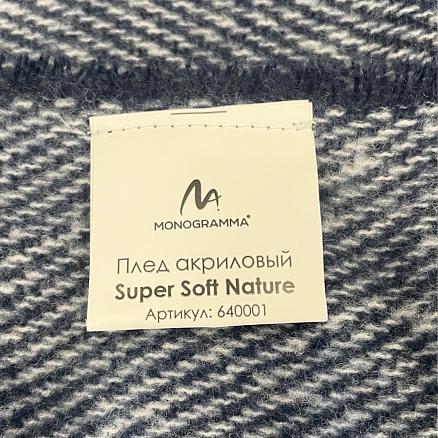 MONOGRAMMA®
Плед акриловый
Super Soft Nature
Артикул: 640001